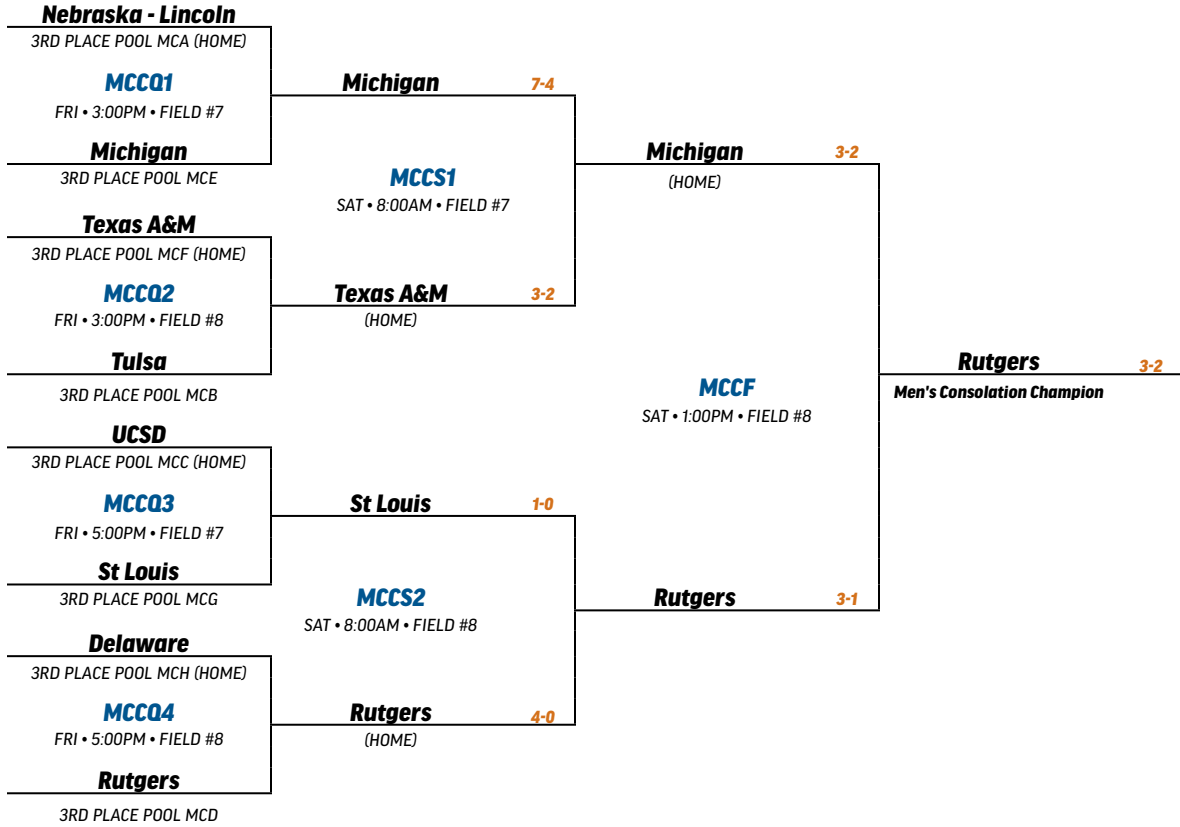 Nebraska - Lincoln
3RD PLACE POOL MCA (HOME)
MCCQ1
FRI • 3:00PM • FIELD #7
Michigan
3RD PLACE POOL MCE
Texas A&M
3RD PLACE POOL MCF (HOME)
MCCQ2
FRI • 3:00PM • FIELD #8
Tulsa
3RD PLACE POOL MCB
UCSD
3RD PLACE POOL MCC (HOME)
MCCQ3
FRI • 5:00PM • FIELD #7
St Louis
3RD PLACE POOL MCG
Delaware
3RD PLACE POOL MCH (HOME)
MCCQ4
FRI • 5:00PM • FIELD #8
Rutgers
3RD PLACE POOL MCD
Michigan 7-4
MCCS1
SAT • 8:00AM • FIELD #7
Texas A&M 3-2
(HOME)
St Louis 1-0
MCCS2
SAT • 8:00AM • FIELD #8
Rutgers 4-0
(HOME)
Michigan 3-2
(HOME)
MCCF
SAT • 1:00PM • FIELD #8
Rutgers 3-1
Rutgers 3-2
Men's Consolation Champion